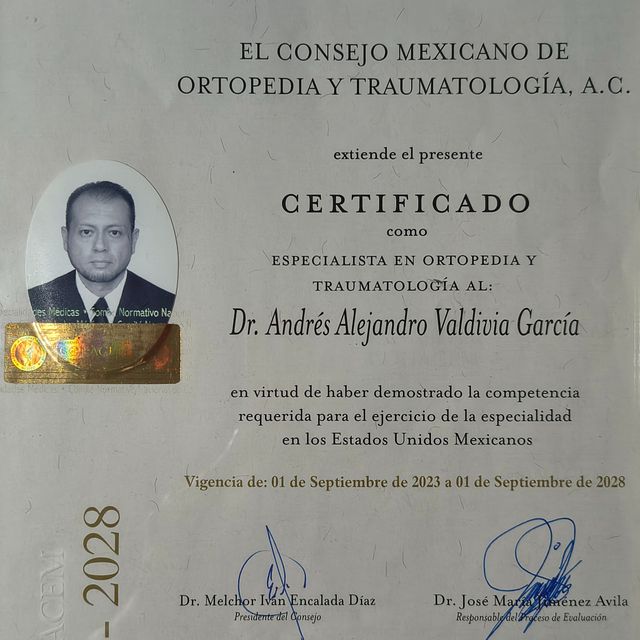 EL CONSEJO MEXICANO DE
ORTOPEDIA Y TRAUMATOLOGÍA, A.C.
extiende el presente
CERTIFICADO
como
ESPECIALISTA EN ORTOPEDIA Y
TRAUMATOLOGÍA AL:
Dr. Andrés Alejandro Valdivia García
Médicas • Comité Normativo
en virtud de haber demostrado la competencia
requerida para el ejercicio de la especialidad
en los Estados Unidos Mexicanos
Vigencia de: 01 de Septiembre de 2023 a 01 de Septiembre de 2028
- 2028
Dr. Melchor Iván Encalada Díaz
Presidente del Consejo
Dr. José María Jiménez Avila
Responsable del Proceso de Evaluación